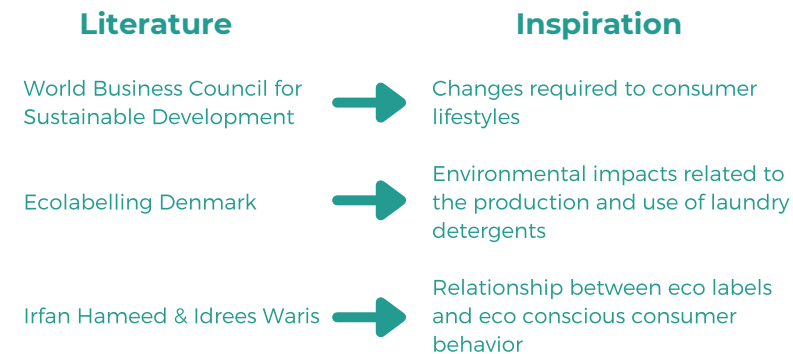 Literature
Inspiration
World Business Council for
Sustainable Development
Changes required to consumer
lifestyles
Ecolabelling Denmark
Environmental impacts related to
the production and use of laundry
detergents
Irfan Hameed & Idrees Waris
Relationship between eco labels
and eco conscious consumer
behavior